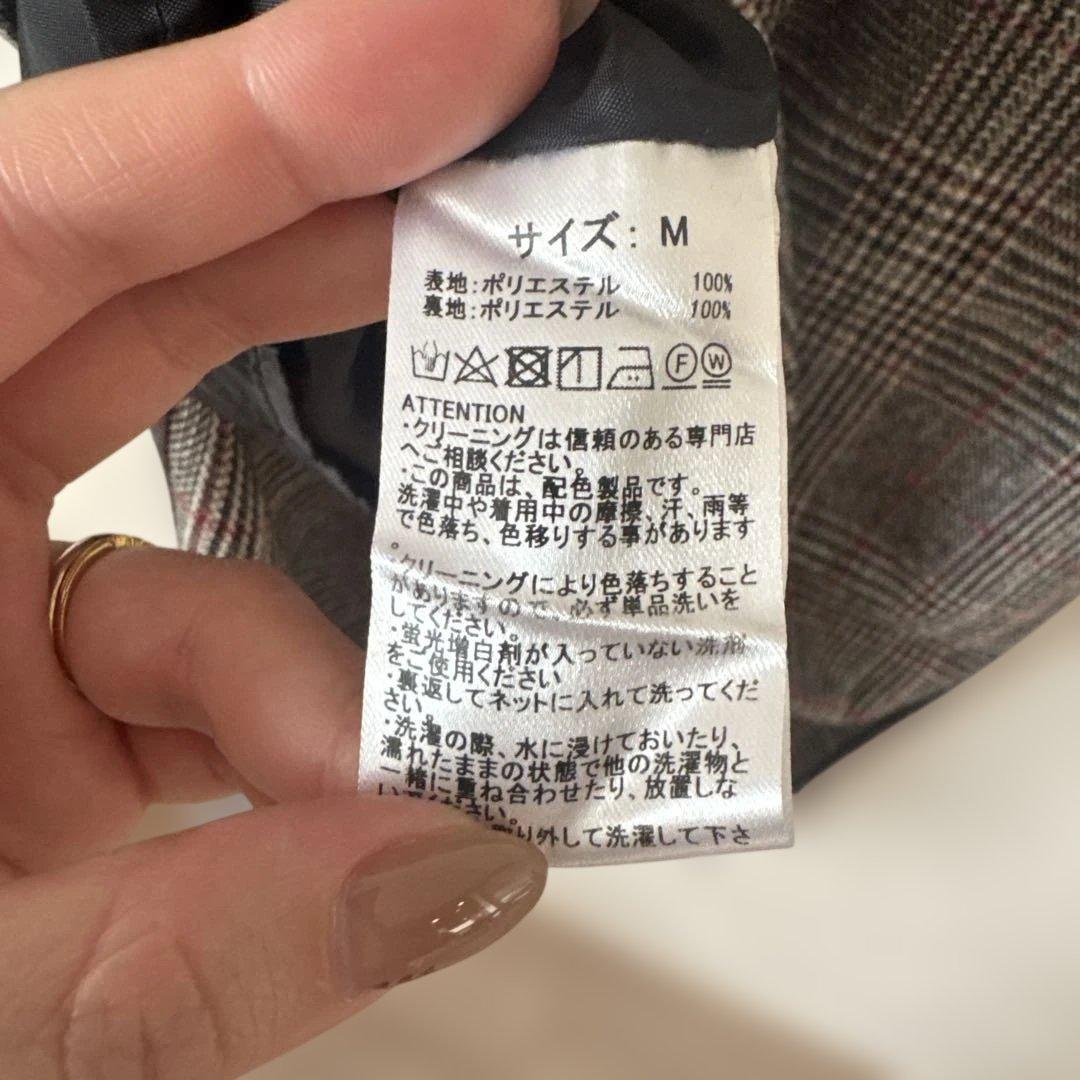 サイズ: M
表地:ポリエステル 100%
裏地:ポリエステル 100%
F W
ATTENTION
・クリーニングは信頼のある専門店
へご相談ください。
・この商品は、配色製品です。
洗濯中や着用中の摩擦、汗、雨等
で色落ち、色移りする事があります
。
・クリーニングにより色落ちすること
がありますので、必ず単品洗いを
してください。
・蛍光増白剤が入っていない洗剤
をご使用ください
・裏返してネットに入れて洗ってくだ
さい。
・洗濯の際、水に浸けておいたり、
濡れたままの状態で他の洗濯物と
一緒に重ね合わせたり、放置しな
いでください。
取り外して洗濯して下さ